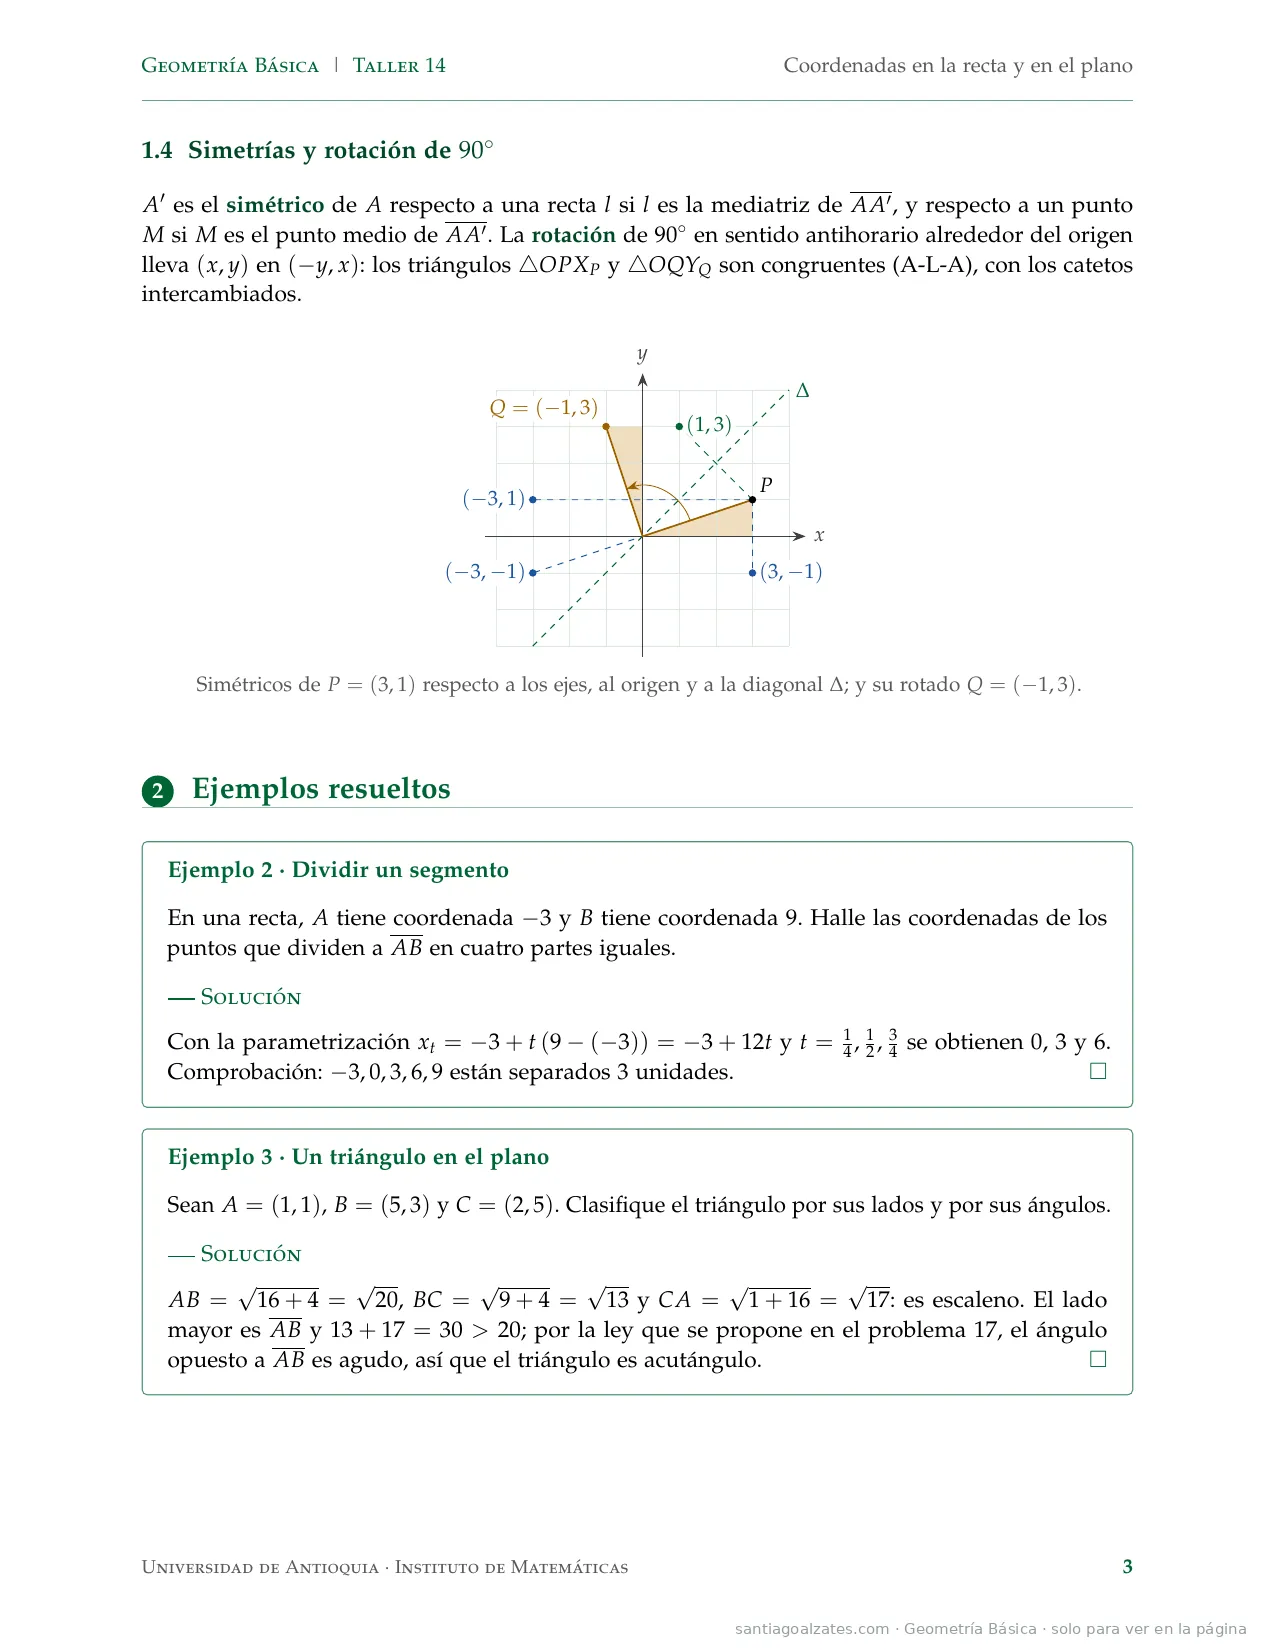 Geometría Básica | Taller 14
Coordenadas en la recta y en el plano
1.4 Simetrías y rotación de 90°
A′ es el simétrico de A respecto a una recta l si l es la mediatriz de \overline{AA′}, y respecto a un punto
M si M es el punto medio de \overline{AA′}. La rotación de 90° en sentido antihorario alrededor del origen
lleva (x, y) en (−y, x): los triángulos △OPX_P y △OQY_Q son congruentes (A-L-A), con los catetos
intercambiados.
y
Δ
Q = (−1, 3)
(1, 3)
P
(−3, 1)
x
(−3, −1)
(3, −1)
Simétricos de P = (3, 1) respecto a los ejes, al origen y a la diagonal Δ; y su rotado Q = (−1, 3).
2 Ejemplos resueltos
Ejemplo 2 · Dividir un segmento
En una recta, A tiene coordenada −3 y B tiene coordenada 9. Halle las coordenadas de los
puntos que dividen a \overline{AB} en cuatro partes iguales.
— Solución
Con la parametrización x_t = −3 + t (9 − (−3)) = −3 + 12t y t = 1/4, 1/2, 3/4 se obtienen 0, 3 y 6.
Comprobación: −3, 0, 3, 6, 9 están separados 3 unidades. □
Ejemplo 3 · Un triángulo en el plano
Sean A = (1, 1), B = (5, 3) y C = (2, 5). Clasifique el triángulo por sus lados y por sus ángulos.
— Solución
AB = √(16 + 4) = √20, BC = √(9 + 4) = √13 y CA = √(1 + 16) = √17: es escaleno. El lado
mayor es \overline{AB} y 13 + 17 = 30 > 20; por la ley que se propone en el problema 17, el ángulo
opuesto a \overline{AB} es agudo, así que el triángulo es acutángulo. □
Universidad de Antioquia · Instituto de Matemáticas
3
santiagoalzates.com · Geometría Básica · solo para ver en la página